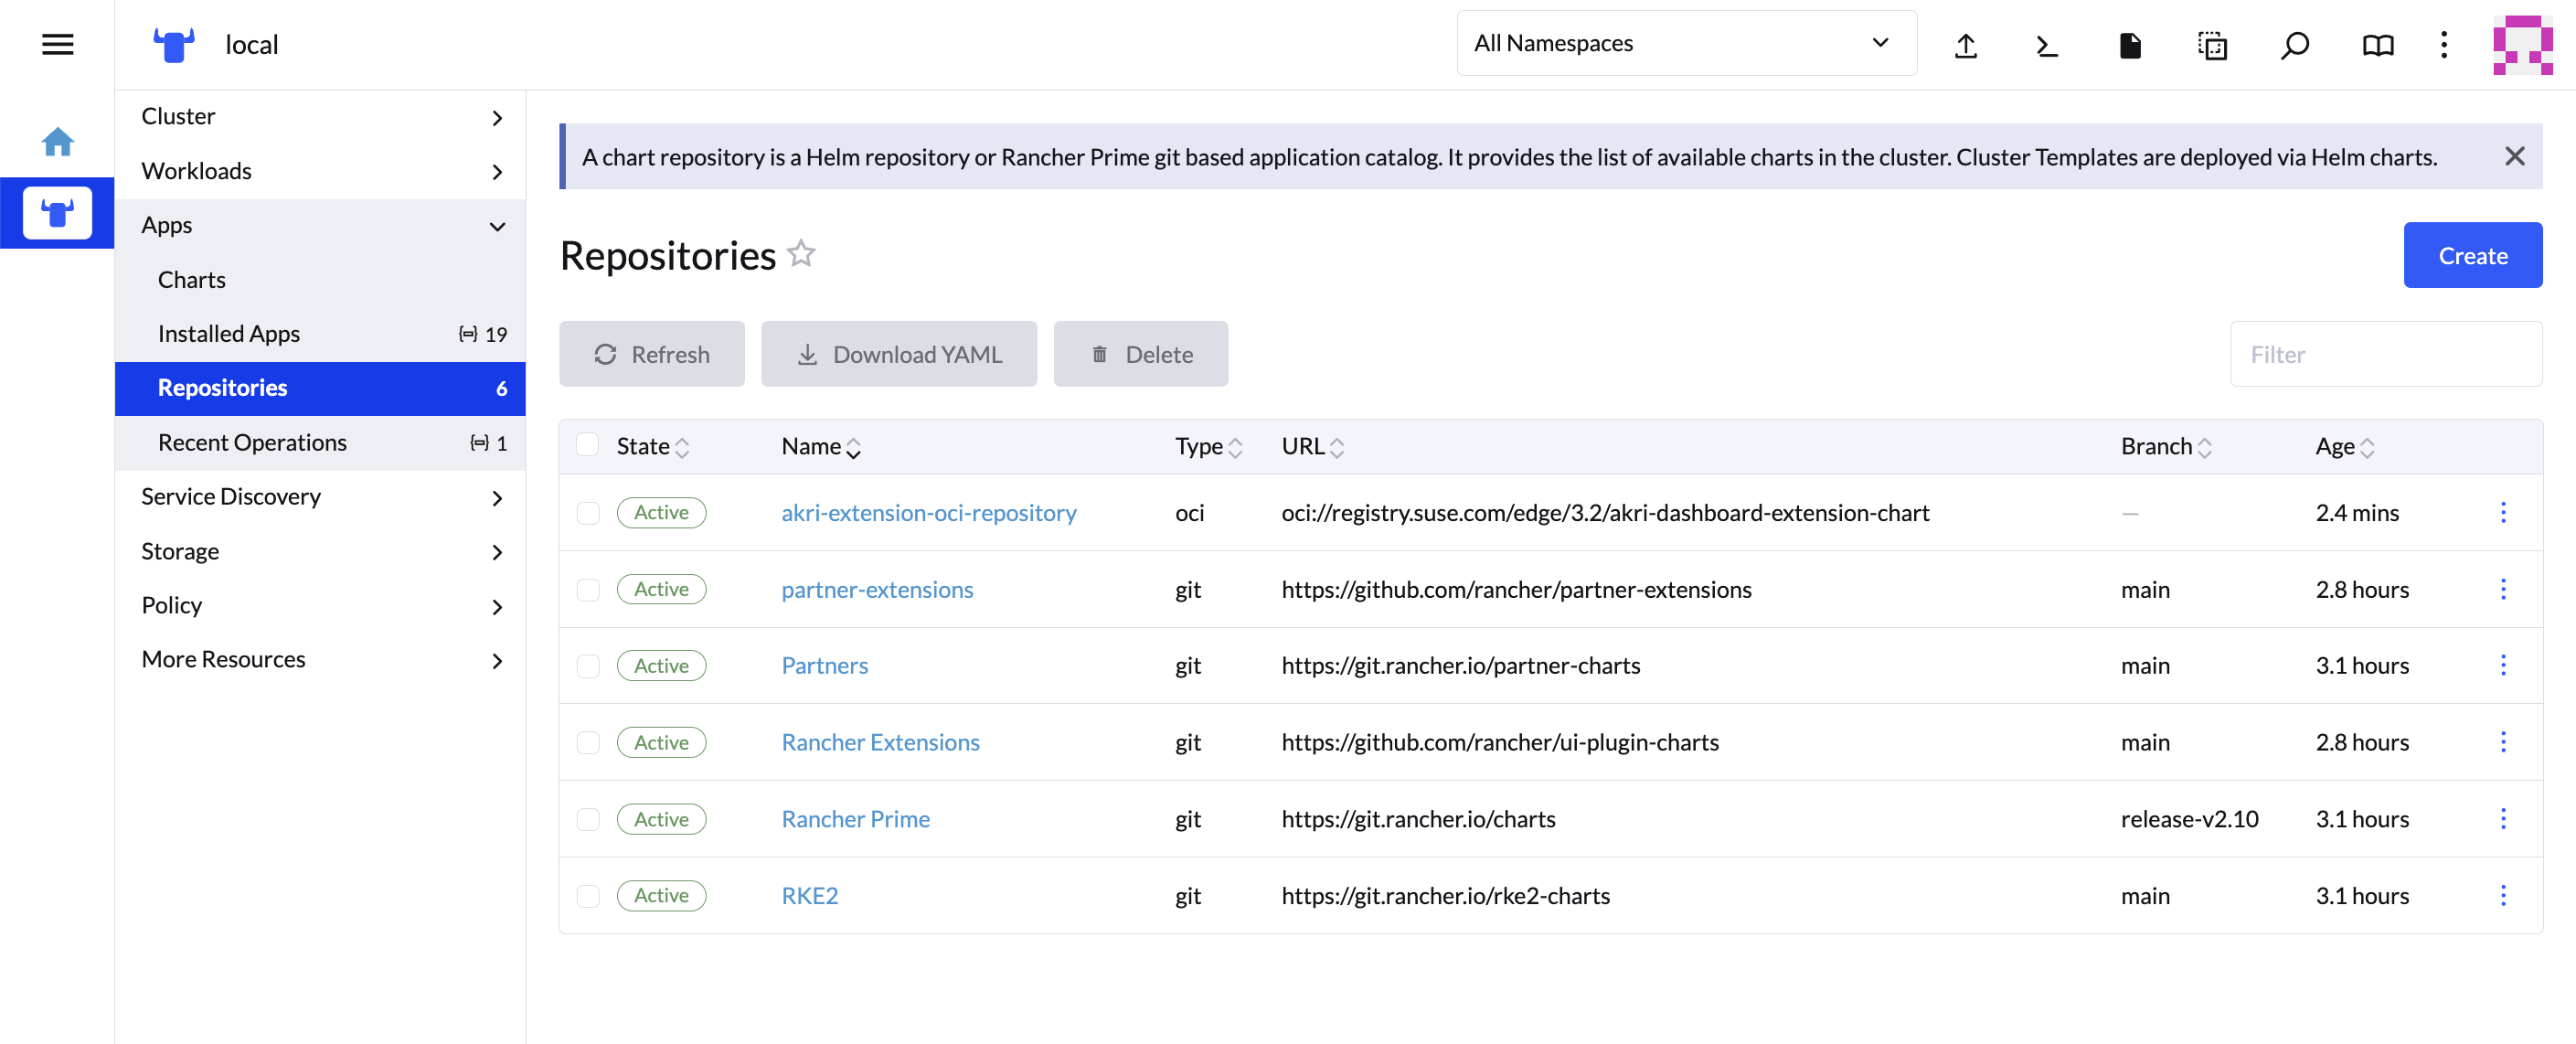 local
All Namespaces
Cluster
Workloads
Apps
Charts
Installed Apps 19
Repositories 6
Recent Operations 1
Service Discovery
Storage
Policy
More Resources
A chart repository is a Helm repository or Rancher Prime git based application catalog. It provides the list of available charts in the cluster. Cluster Templates are deployed via Helm charts.
Repositories
Create
Refresh Download YAML Delete
Filter
State Name Type URL Branch Age
Active akri-extension-oci-repository oci oci://registry.suse.com/edge/3.2/akri-dashboard-extension-chart — 2.4 mins
Active partner-extensions git https://github.com/rancher/partner-extensions main 2.8 hours
Active Partners git https://git.rancher.io/partner-charts main 3.1 hours
Active Rancher Extensions git https://github.com/rancher/ui-plugin-charts main 2.8 hours
Active Rancher Prime git https://git.rancher.io/charts release-v2.10 3.1 hours
Active RKE2 git https://git.rancher.io/rke2-charts main 3.1 hours